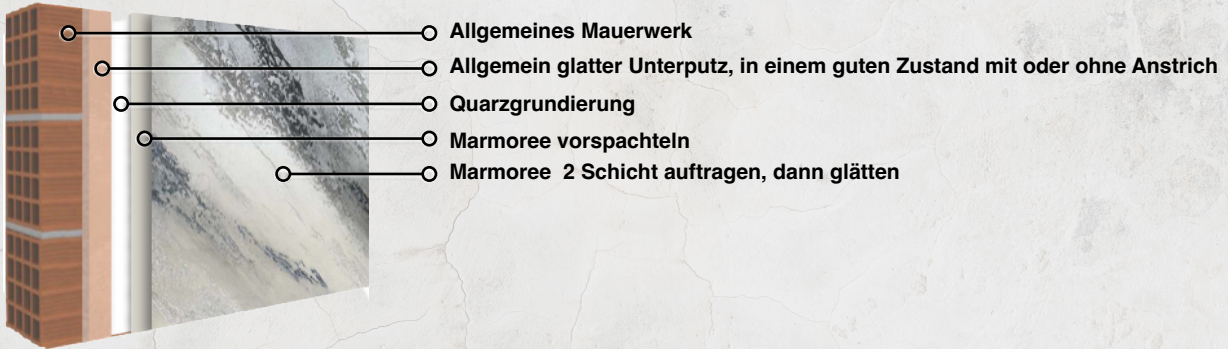 Allgemeines Mauerwerk
Allgemein glatter Unterputz, in einem guten Zustand mit oder ohne Anstrich
Quarzgrundierung
Marmoree vorspachteln
Marmoree  2 Schicht auftragen, dann glätten